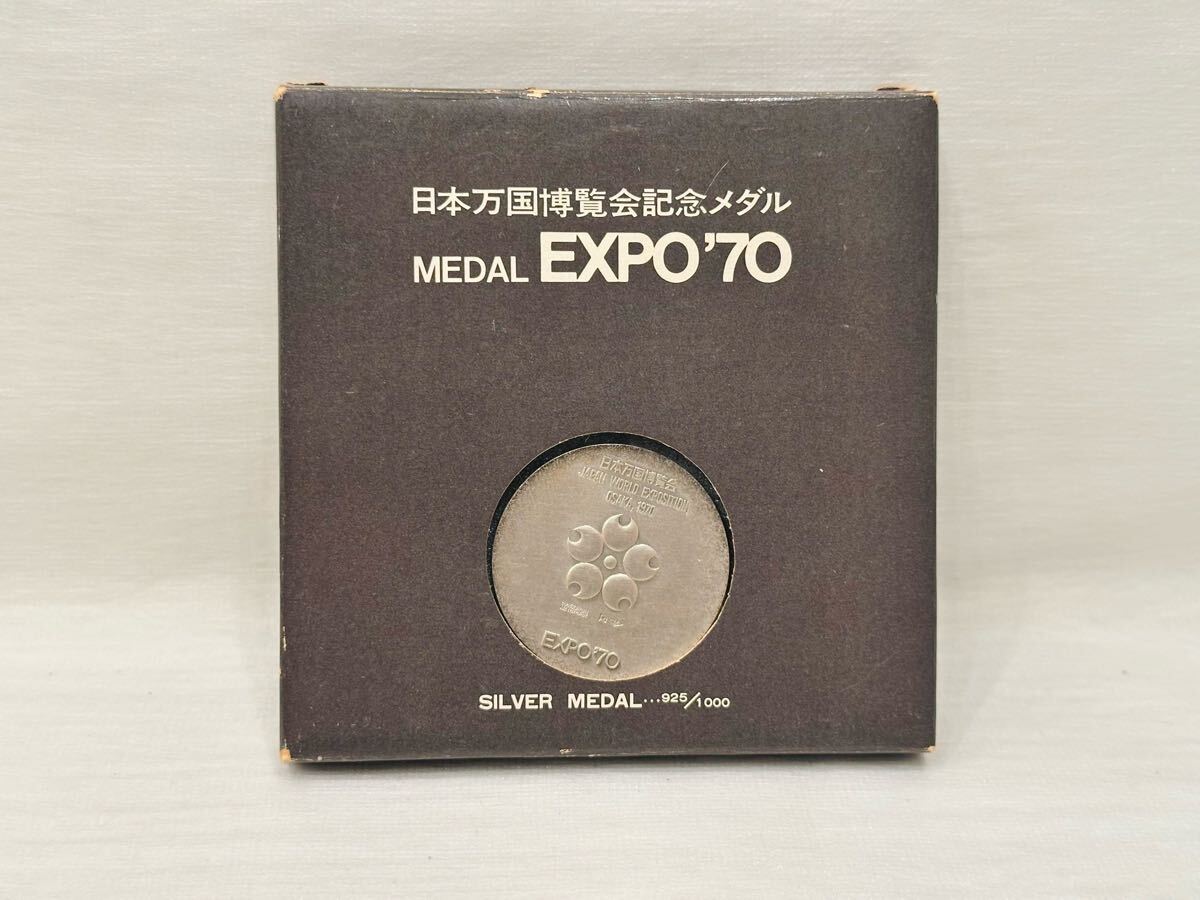 日本万国博覧会記念メダル
MEDAL EXPO'70
日本万国博覧会
JAPAN WORLD EXPOSITION
OSAKA, 1970
EXPO'70
SILVER MEDAL...925/1000